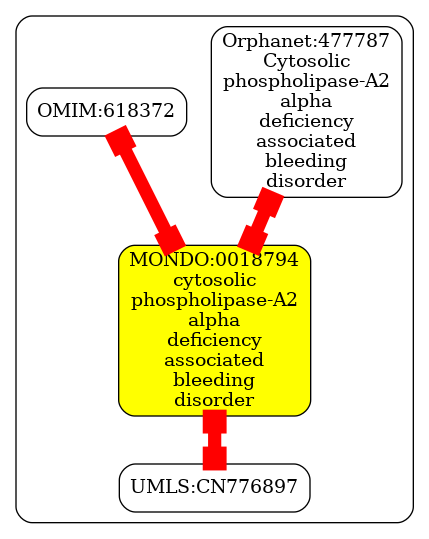 Orphanet:477787
Cytosolic
phospholipase-A2
alpha
deficiency
associated
bleeding
disorder
OMIM:618372
MONDO:0018794
cytosolic
phospholipase-A2
alpha
deficiency
associated
bleeding
disorder
UMLS:CN776897